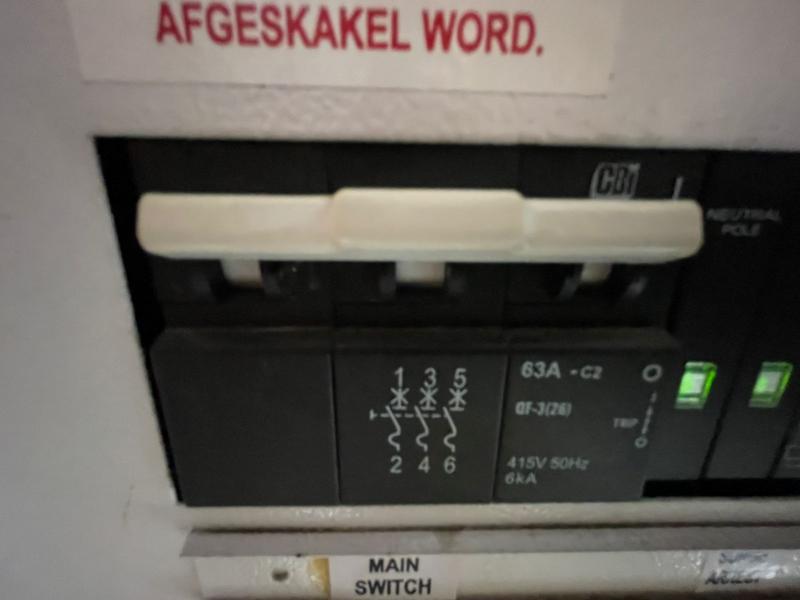 AFGESKAKEL WORD.
CBi
NEUTRAL
POLE
1 3 5
2 4 6
63A - C2
QF-3(26)
TRIP
415V 50Hz
6kA
MAIN
SWITCH